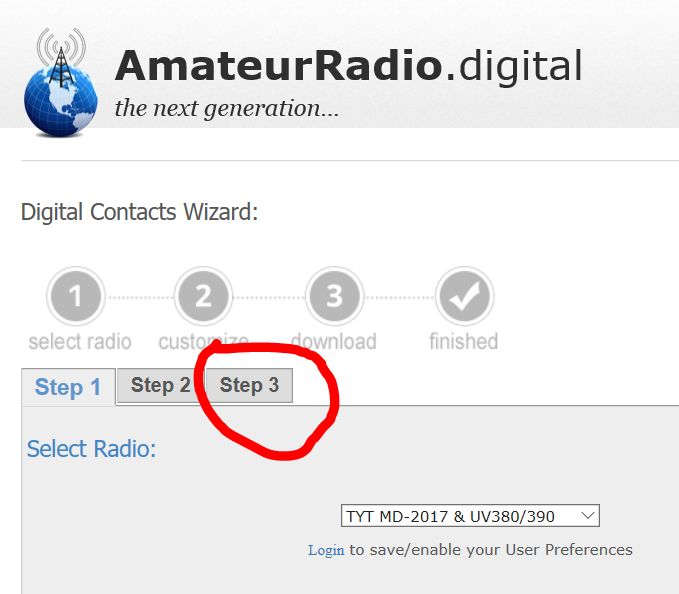 AmateurRadio.digital
the next generation...
Digital Contacts Wizard:
1 2 3
select radio customize download finished
Step 1 Step 2 Step 3
Select Radio:
TYT MD-2017 & UV380/390
Login to save/enable your User Preferences